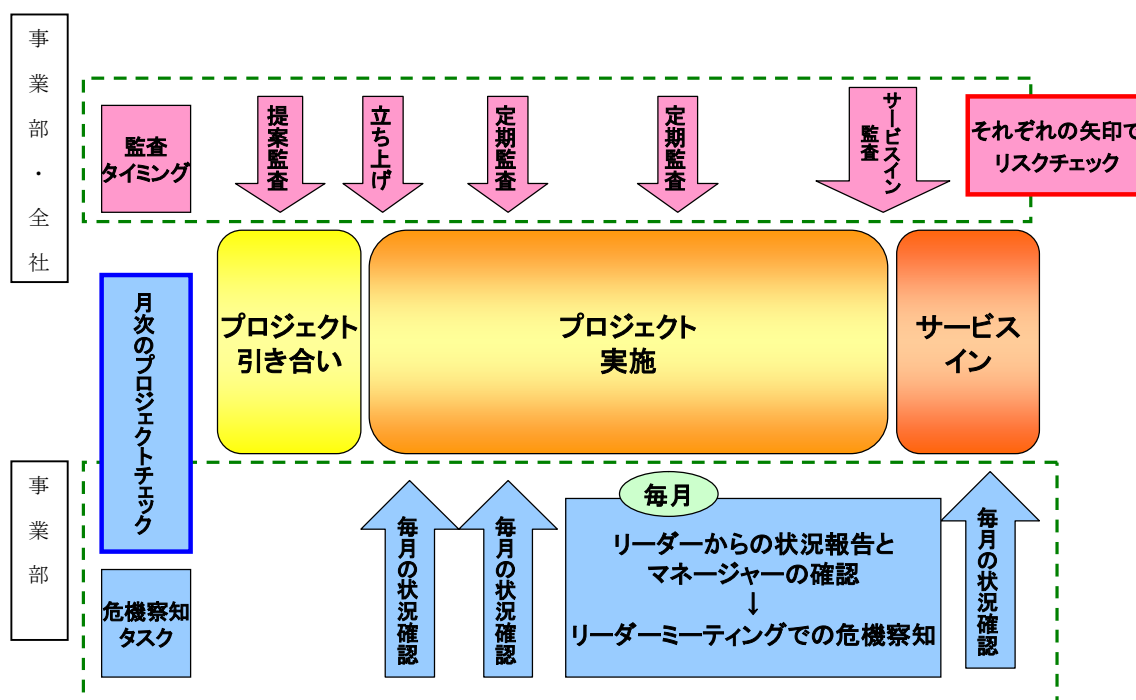 事業部・全社
監査
タイミング
提案監査
立ち上げ
定期監査
定期監査
サービスイン
監査
それぞれの矢印で
リスクチェック
月次のプロジェクトチェック
プロジェクト
引き合い
プロジェクト
実施
サービス
イン
事業部
危機察知
タスク
毎月の状況確認
毎月の状況確認
毎月
リーダーからの状況報告と
マネージャーの確認
↓
リーダーミーティングでの危機察知
毎月の状況確認